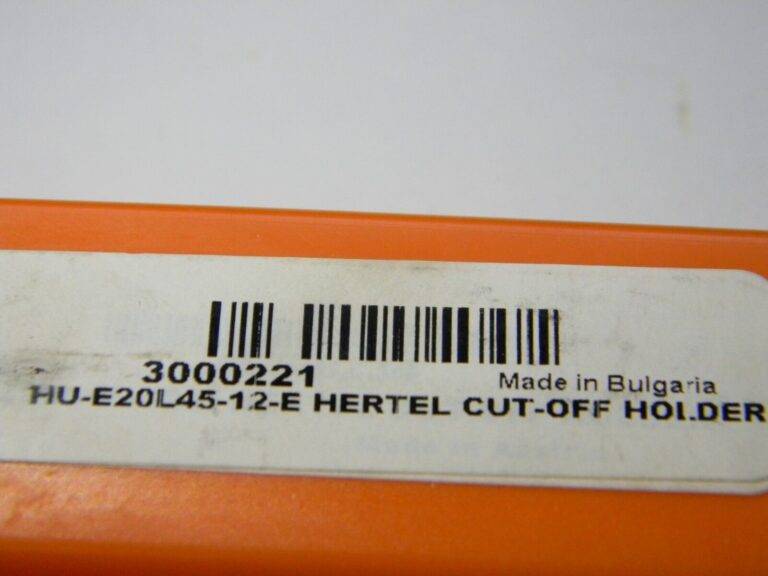 3000221 Made in Bulgaria
HU-E20L45-12-E HERTEL CUT-OFF HOLDER